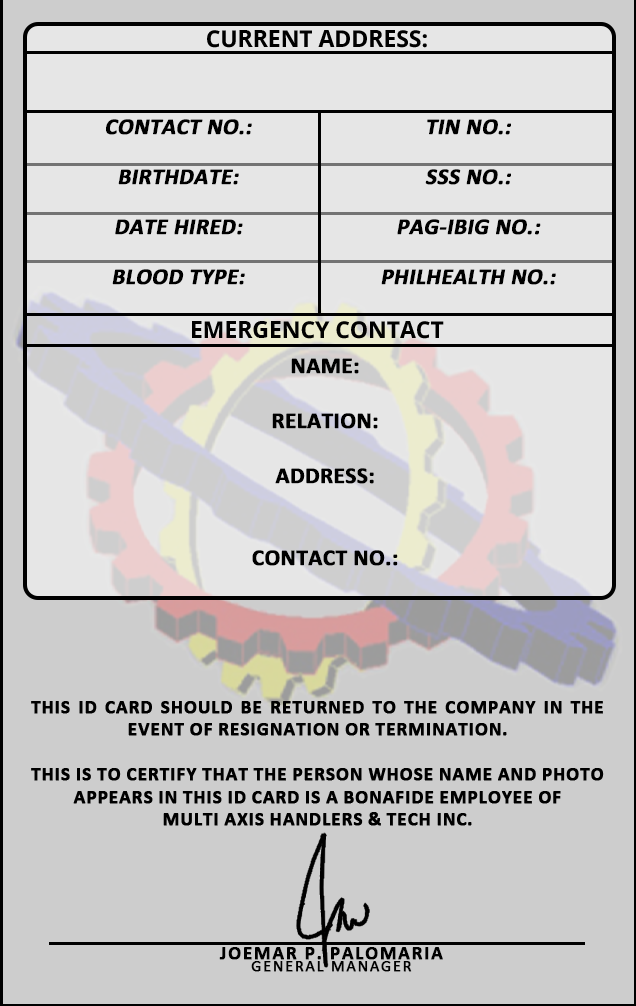 CURRENT ADDRESS:
CONTACT NO.: TIN NO.:
BIRTHDATE: SSS NO.:
DATE HIRED: PAG-IBIG NO.:
BLOOD TYPE: PHILHEALTH NO.:
EMERGENCY CONTACT
NAME:
RELATION:
ADDRESS:
CONTACT NO.:
THIS ID CARD SHOULD BE RETURNED TO THE COMPANY IN THE
EVENT OF RESIGNATION OR TERMINATION.
THIS IS TO CERTIFY THAT THE PERSON WHOSE NAME AND PHOTO
APPEARS IN THIS ID CARD IS A BONAFIDE EMPLOYEE OF
MULTI AXIS HANDLERS & TECH INC.
JOEMAR P. PALOMARIA
GENERAL MANAGER